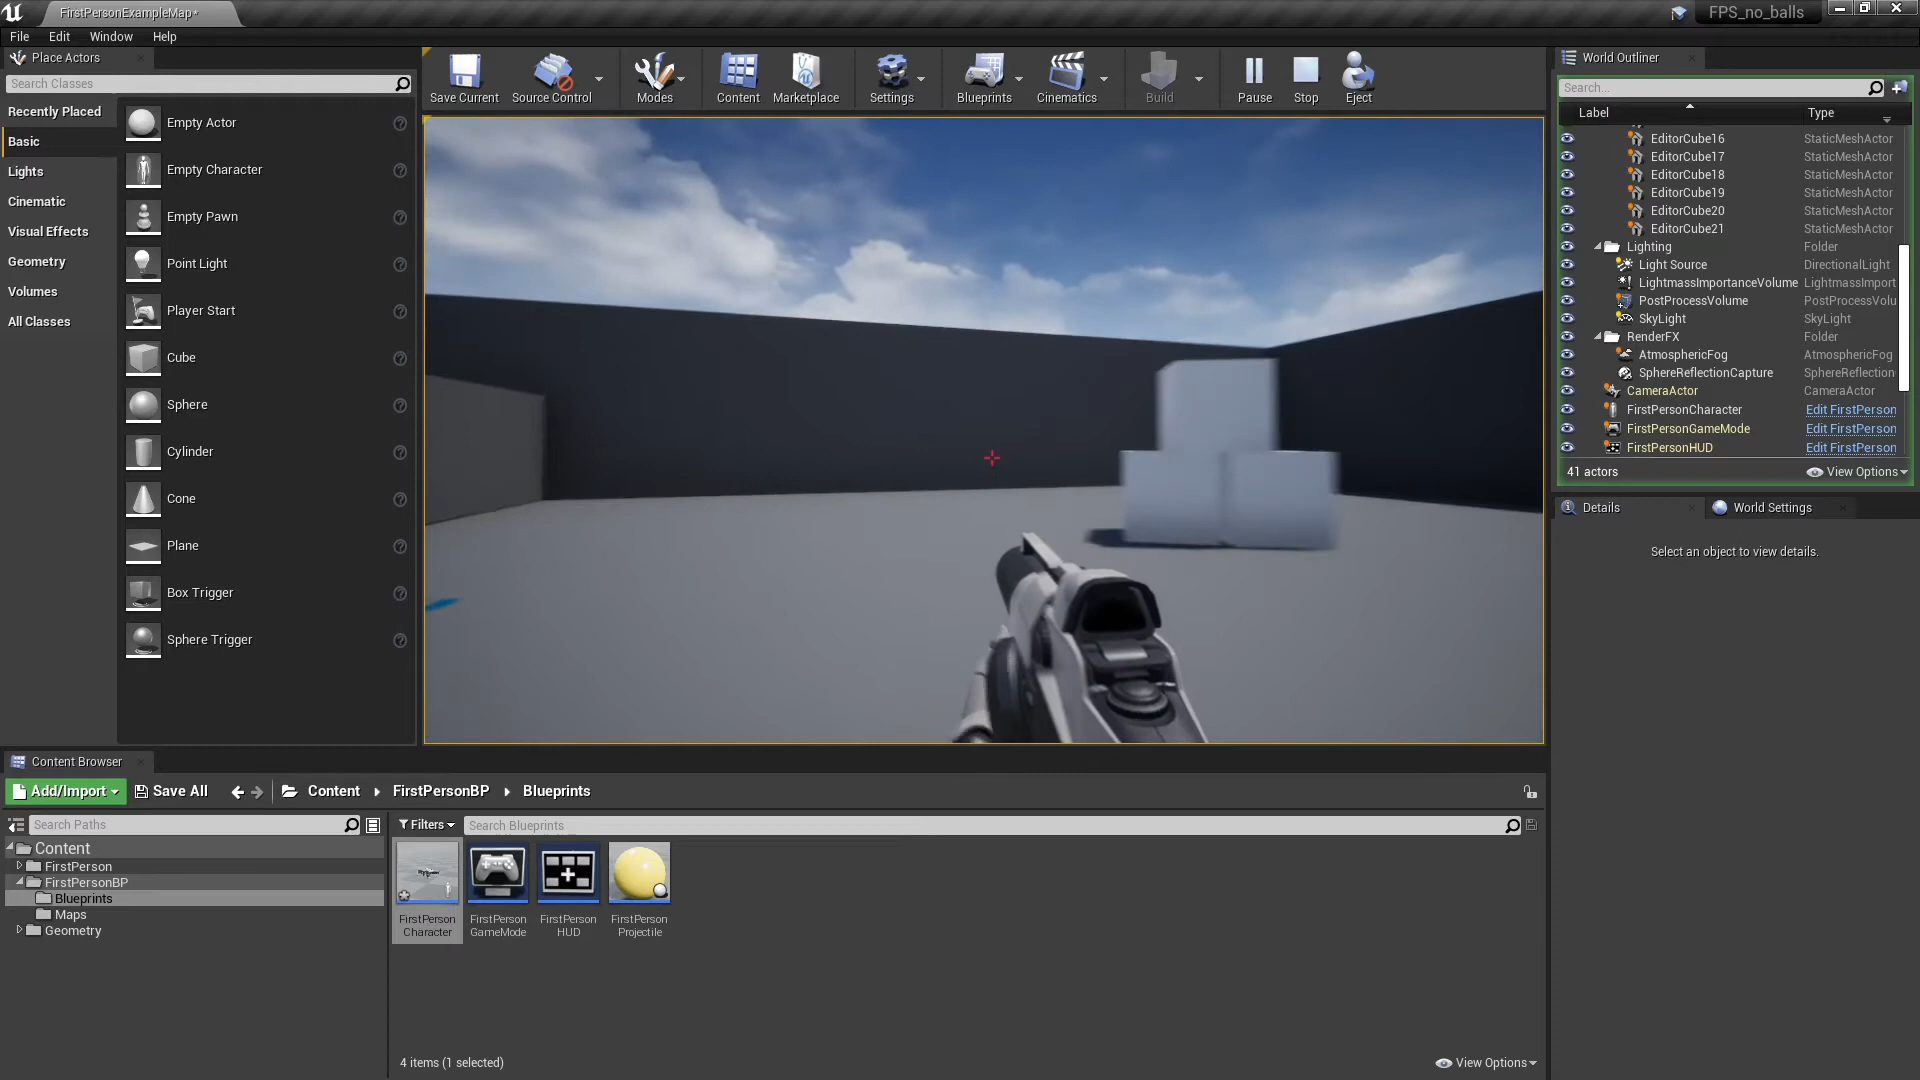 FirstPersonExampleMap*
FPS_no_balls
File Edit Window Help
Place Actors
Search Classes
Recently Placed
Basic
Lights
Cinematic
Visual Effects
Geometry
Volumes
All Classes
Empty Actor
Empty Character
Empty Pawn
Point Light
Player Start
Cube
Sphere
Cylinder
Cone
Plane
Box Trigger
Sphere Trigger
Save Current Source Control Modes Content Marketplace Settings Blueprints Cinematics Build Pause Stop Eject
World Outliner
Search...
Label Type
EditorCube16 StaticMeshActor
EditorCube17 StaticMeshActor
EditorCube18 StaticMeshActor
EditorCube19 StaticMeshActor
EditorCube20 StaticMeshActor
EditorCube21 StaticMeshActor
Lighting Folder
Light Source DirectionalLight
LightmassImportanceVolume LightmassImport
PostProcessVolume PostProcessVolu
SkyLight SkyLight
RenderFX Folder
AtmosphericFog AtmosphericFog
SphereReflectionCapture SphereReflection
CameraActor CameraActor
FirstPersonCharacter Edit FirstPerson
FirstPersonGameMode Edit FirstPerson
FirstPersonHUD Edit FirstPerson
41 actors View Options
Details World Settings
Select an object to view details.
Content Browser
Add/Import Save All Content FirstPersonBP Blueprints
Search Paths
Filters Search Blueprints
Content
FirstPerson
FirstPersonBP
Blueprints
Maps
Geometry
FirstPerson
Character
FirstPerson
GameMode
FirstPerson
HUD
FirstPerson
Projectile
4 items (1 selected) View Options